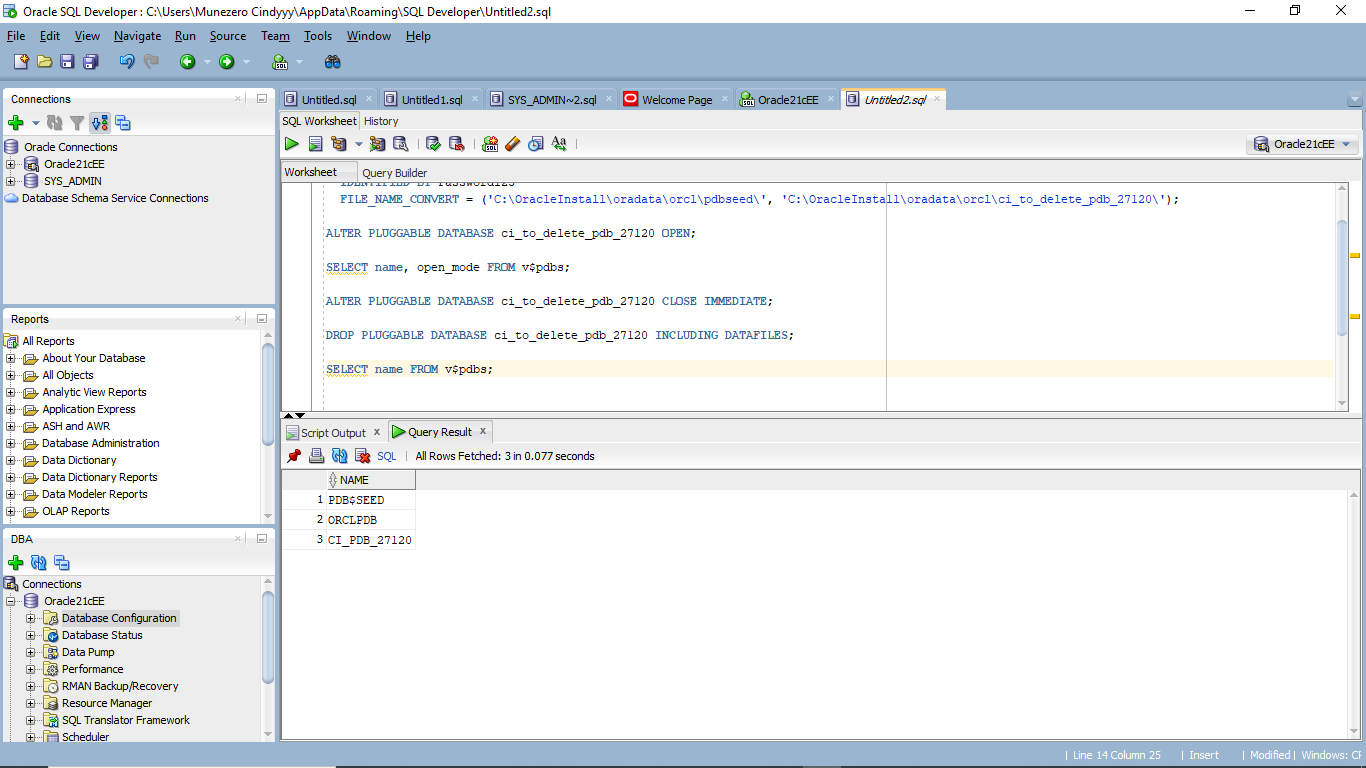 Oracle SQL Developer : C:\Users\Munezero Cindyyy\AppData\Roaming\SQL Developer\Untitled2.sql
File Edit View Navigate Run Source Team Tools Window Help
Connections
Oracle Connections
Oracle21cEE
SYS_ADMIN
Database Schema Service Connections
Reports
All Reports
About Your Database
All Objects
Analytic View Reports
Application Express
ASH and AWR
Database Administration
Data Dictionary
Data Dictionary Reports
Data Modeler Reports
OLAP Reports
DBA
Connections
Oracle21cEE
Database Configuration
Database Status
Data Pump
Performance
RMAN Backup/Recovery
Resource Manager
SQL Translator Framework
Scheduler
Untitled.sql Untitled1.sql SYS_ADMIN~2.sql Welcome Page Oracle21cEE Untitled2.sql
SQL Worksheet History
Aa
Oracle21cEE
Worksheet Query Builder
IDENTIFIED BY Password123
FILE_NAME_CONVERT = ('C:\OracleInstall\oradata\orcl\pdbseed\', 'C:\OracleInstall\oradata\orcl\ci_to_delete_pdb_27120\');
ALTER PLUGGABLE DATABASE ci_to_delete_pdb_27120 OPEN;
SELECT name, open_mode FROM v$pdbs;
ALTER PLUGGABLE DATABASE ci_to_delete_pdb_27120 CLOSE IMMEDIATE;
DROP PLUGGABLE DATABASE ci_to_delete_pdb_27120 INCLUDING DATAFILES;
SELECT name FROM v$pdbs;
Script Output x Query Result x
SQL | All Rows Fetched: 3 in 0.077 seconds
NAME
1 PDB$SEED
2 ORCLPDB
3 CI_PDB_27120
| Line 14 Column 25 | Insert | Modified | Windows: